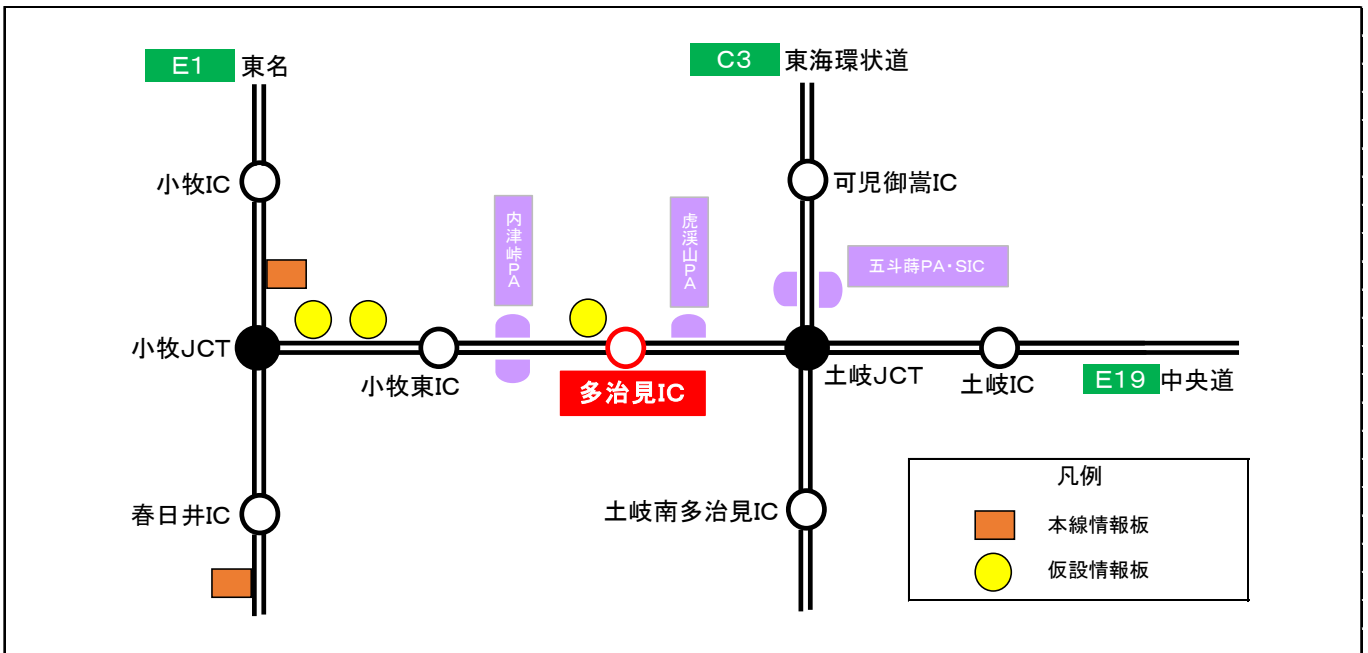 E1 東名
C3 東海環状道
小牧IC
可児御嵩IC
内津峠PA
虎渓山PA
五斗蒔PA・SIC
小牧JCT
小牧東IC
多治見IC
土岐JCT
土岐IC
E19 中央道
春日井IC
土岐南多治見IC
凡例
本線情報板
仮設情報板